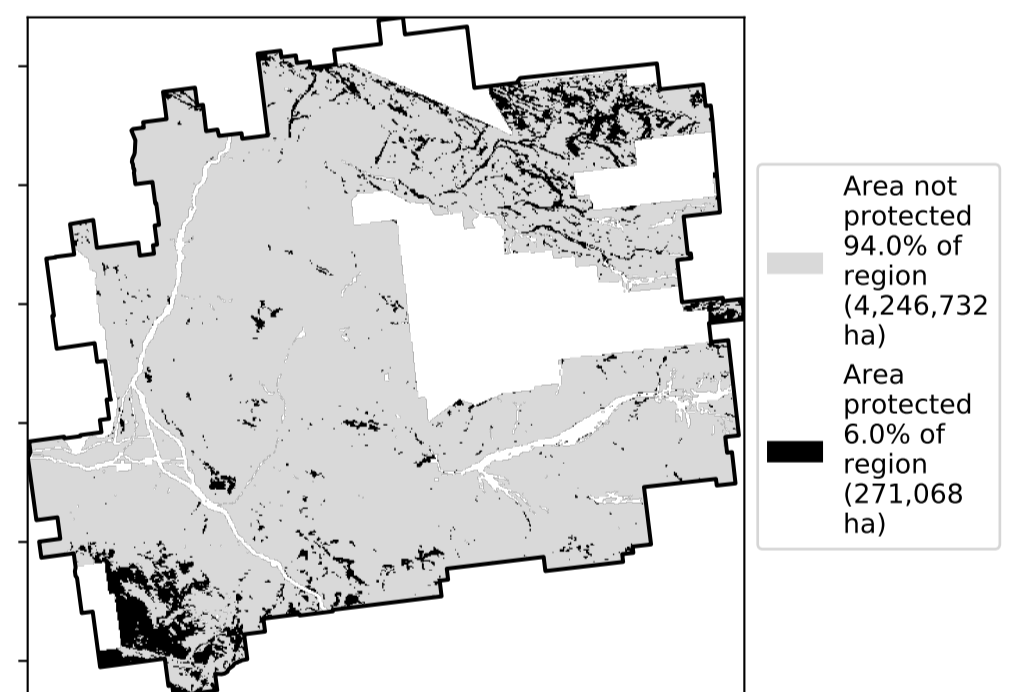 Area not
protected
94.0% of
region
(4,246,732
ha)
Area
protected
6.0% of
region
(271,068
ha)